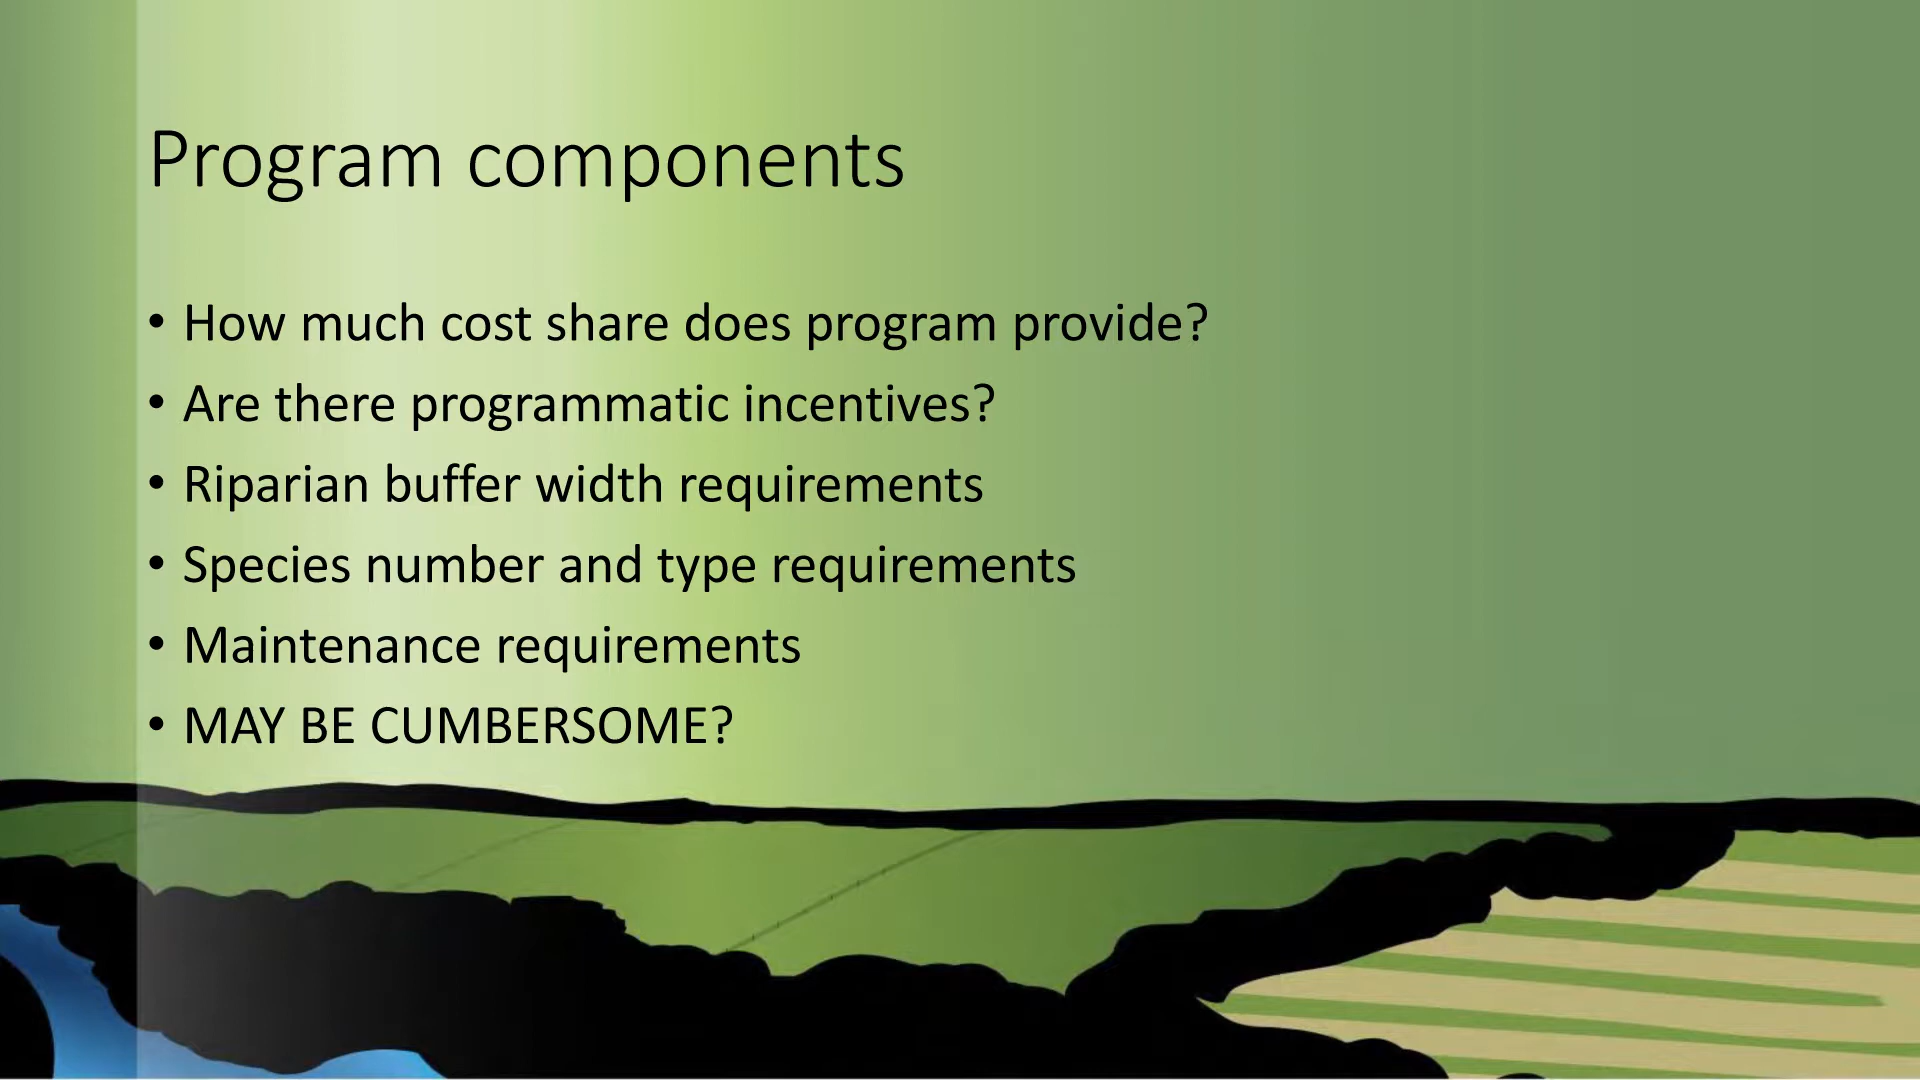 Program components
• How much cost share does program provide?
• Are there programmatic incentives?
• Riparian buffer width requirements
• Species number and type requirements
• Maintenance requirements
• MAY BE CUMBERSOME?